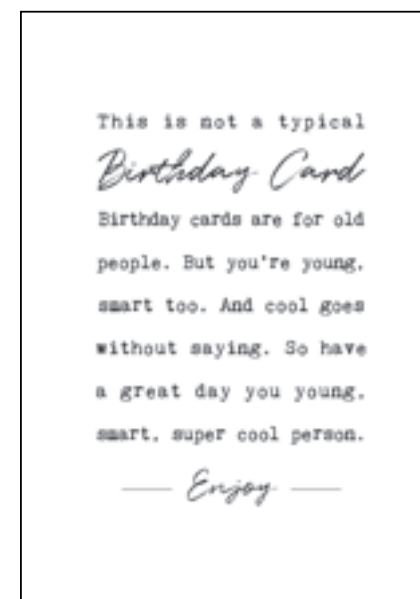 This is not a typical
Birthday Card
Birthday cards are for old
people. But you're young,
smart too. And cool goes
without saying. So have
a great day you young,
smart, super cool person.
Enjoy